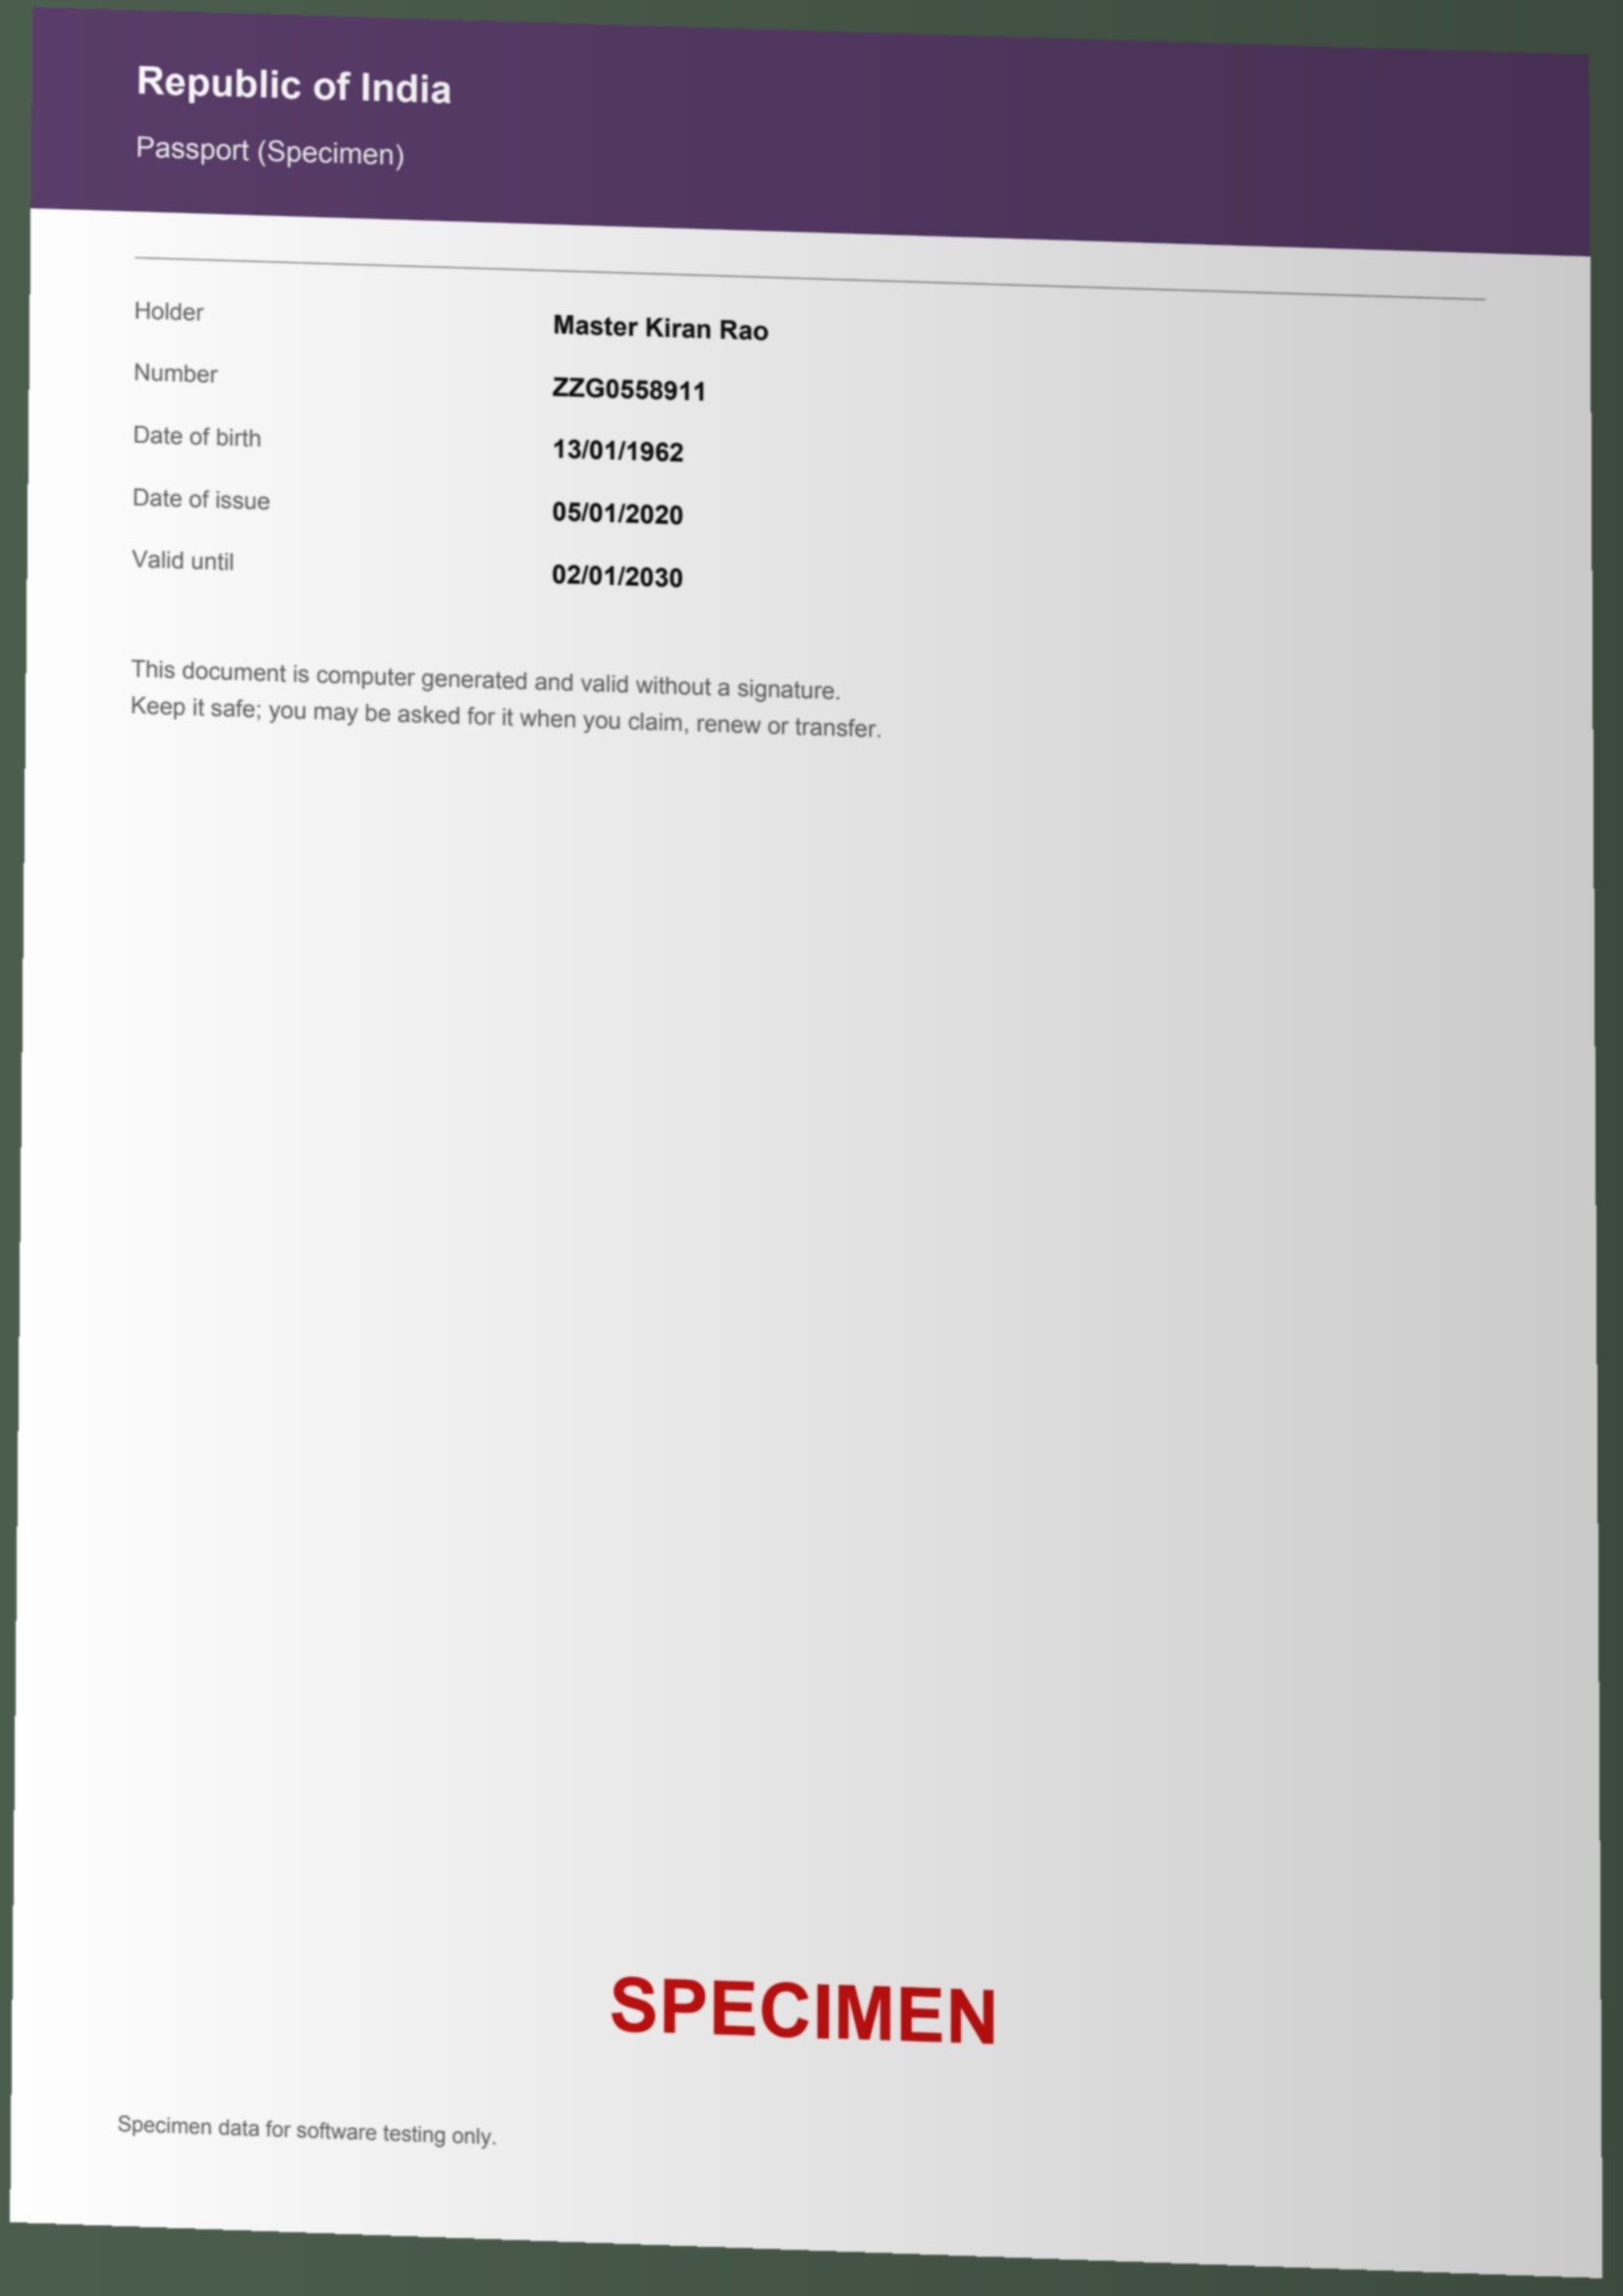 Republic of India
Passport (Specimen)
Holder Master Kiran Rao
Number ZZG0558911
Date of birth 13/01/1962
Date of issue 05/01/2020
Valid until 02/01/2030
This document is computer generated and valid without a signature.
Keep it safe; you may be asked for it when you claim, renew or transfer.
SPECIMEN
Specimen data for software testing only.